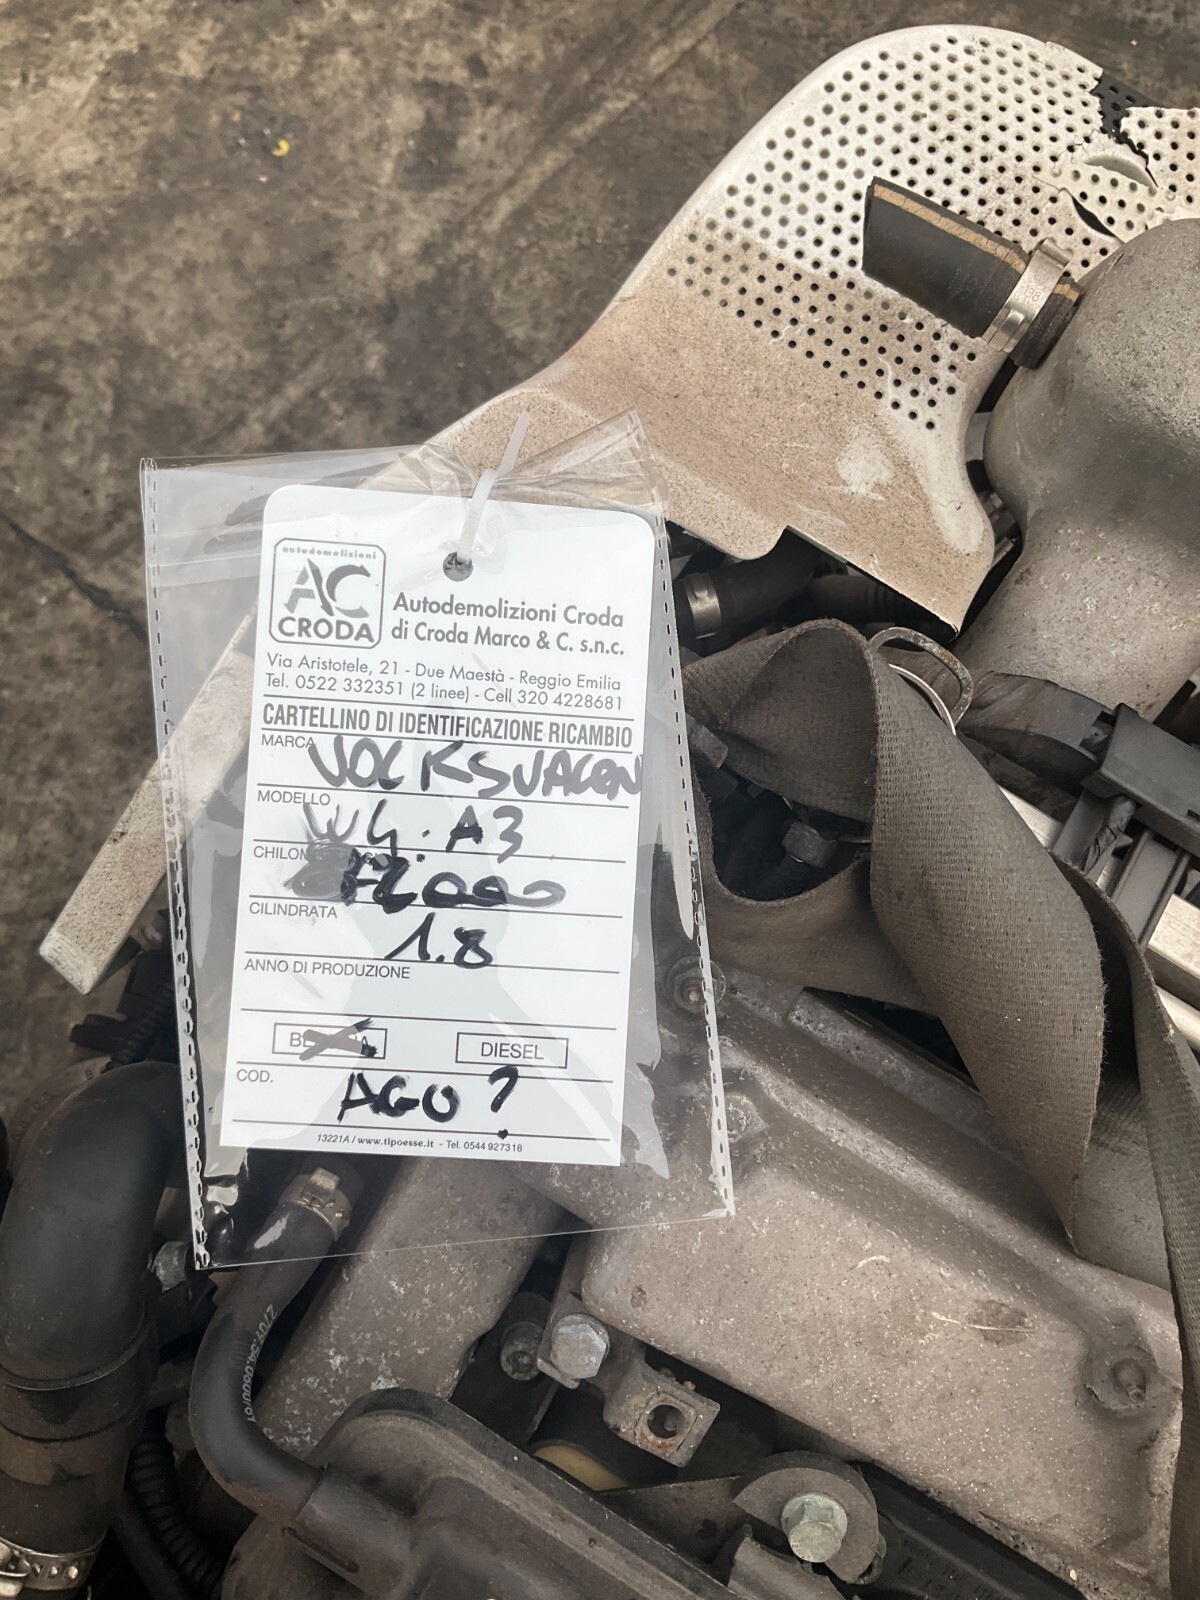 autodemolizioni
AC
CRODA
Autodemolizioni Croda
di Croda Marco & C. s.n.c.
Via Aristotele, 21 - Due Maestà - Reggio Emilia
Tel. 0522 332351 (2 linee) - Cell 320 4228681
CARTELLINO DI IDENTIFICAZIONE RICAMBIO
MARCA VOLKSVAGEN
MODELLO A3
CILINDRATA 1.8
ANNO DI PRODUZIONE
DIESEL
COD. AGU ?
13221A / www.tipoesse.it - Tel. 0544 927318